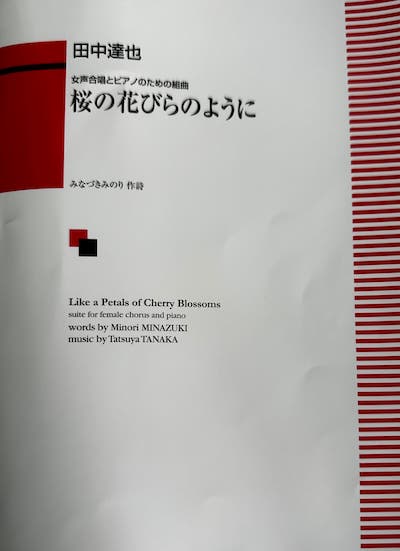 田中達也
女声合唱とピアノのための組曲
桜の花びらのように
みなづきみのり 作詩
Like a Petals of Cherry Blossoms
suite for female chorus and piano
words by Minori MINAZUKI
music by Tatsuya TANAKA